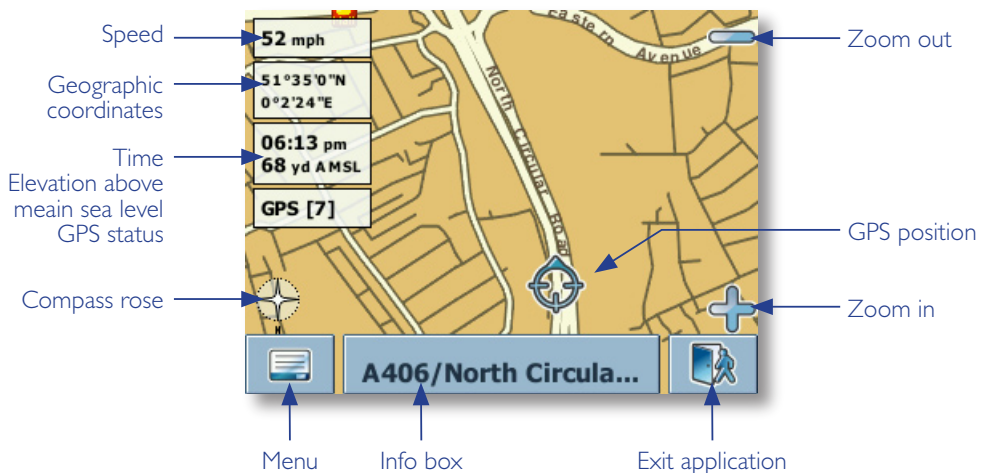 Speed
Geographic
coordinates
Time
Elevation above
meain sea level
GPS status
Compass rose
52 mph
51°35'0"N
0°2'24"E
06:13 pm
68 yd AMSL
GPS [7]
N
Eastern Avenue
North Circular Road
A406/North Circula...
Zoom out
GPS position
Zoom in
Menu
Info box
Exit application